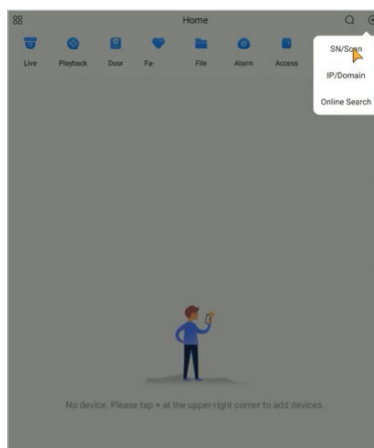 Home
SN/Scan
IP/Domain
Online Search
Live Playback Door Fa- File Alarm Access
No device. Please tap + at the upper-right corner to add devices.